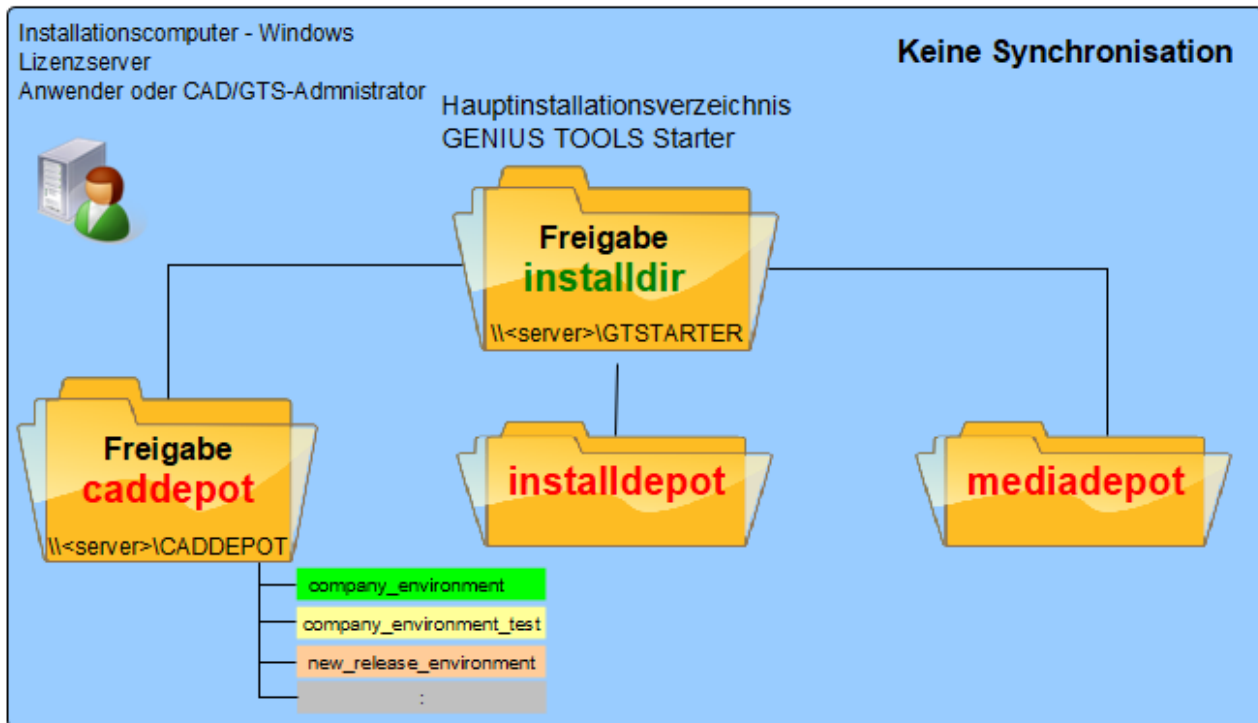 Installationscomputer - Windows
Lizenzserver
Anwender oder CAD/GTS-Admnistrator
Keine Synchronisation
Hauptinstallationsverzeichnis
GENIUS TOOLS Starter
Freigabe
installdir
\\<server>\GTSTARTER
Freigabe
caddepot
\\<server>\CADDEPOT
installdepot
mediadepot
company_environment
company_environment_test
new_release_environment
: